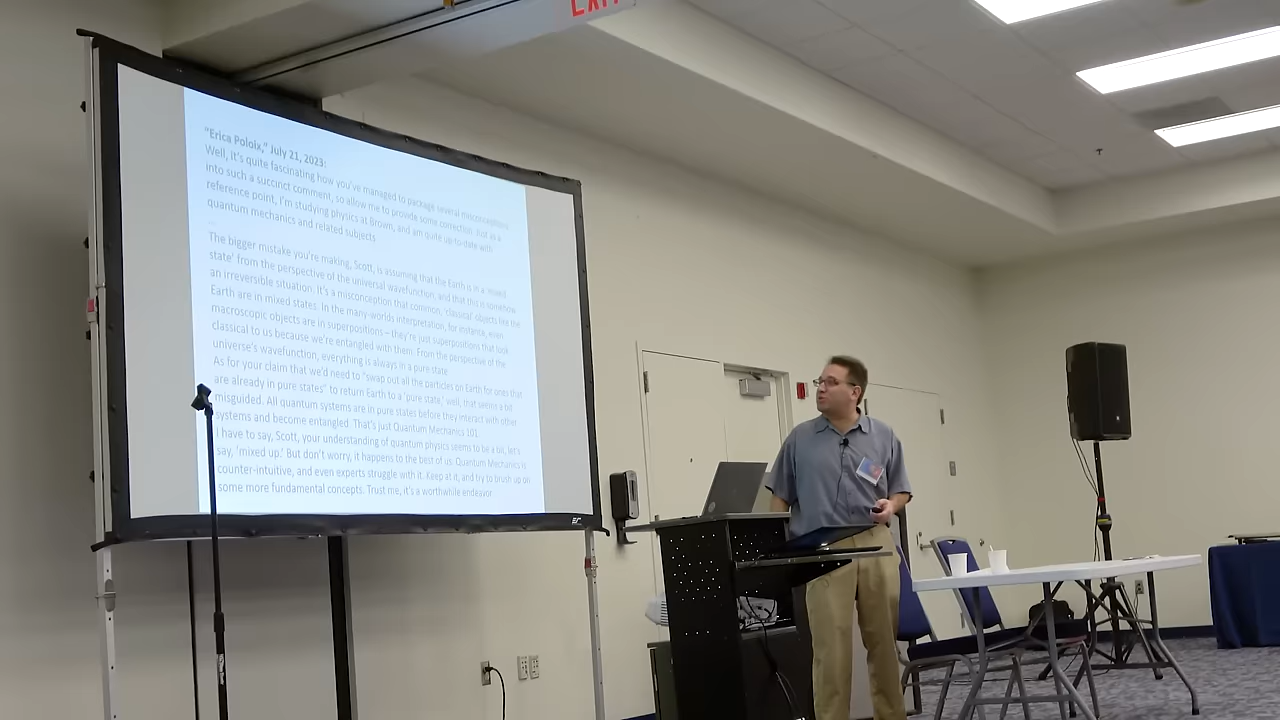 EXIT
"Erica Poloix," July 21, 2023:
Well, it's quite fascinating how you've managed to package several misconceptions
into such a succinct comment, so allow me to provide some correction. Just as a
reference point, I'm studying physics at Brown, and am quite up-to-date with
quantum mechanics and related subjects
...
The bigger mistake you're making, Scott, is assuming that the Earth is in a 'mixed
state' from the perspective of the universal wavefunction, and that this is somehow
an irreversible situation. It's a misconception that common, 'classical' objects like the
Earth are in mixed states. In the many-worlds interpretation, for instance, even
macroscopic objects are in superpositions – they're just superpositions that look
classical to us because we're entangled with them. From the perspective of the
universe's wavefunction, everything is always in a pure state.
As for your claim that we'd need to "swap out all the particles on Earth for ones that
are already in pure states" to return Earth to a 'pure state,' well, that seems a bit
misguided. All quantum systems are in pure states before they interact with other
systems and become entangled. That's just Quantum Mechanics 101.
I have to say, Scott, your understanding of quantum physics seems to be a bit, let's
say, 'mixed up.' But don't worry, it happens to the best of us. Quantum Mechanics is
counter-intuitive, and even experts struggle with it. Keep at it, and try to brush up on
some more fundamental concepts. Trust me, it's a worthwhile endeavor